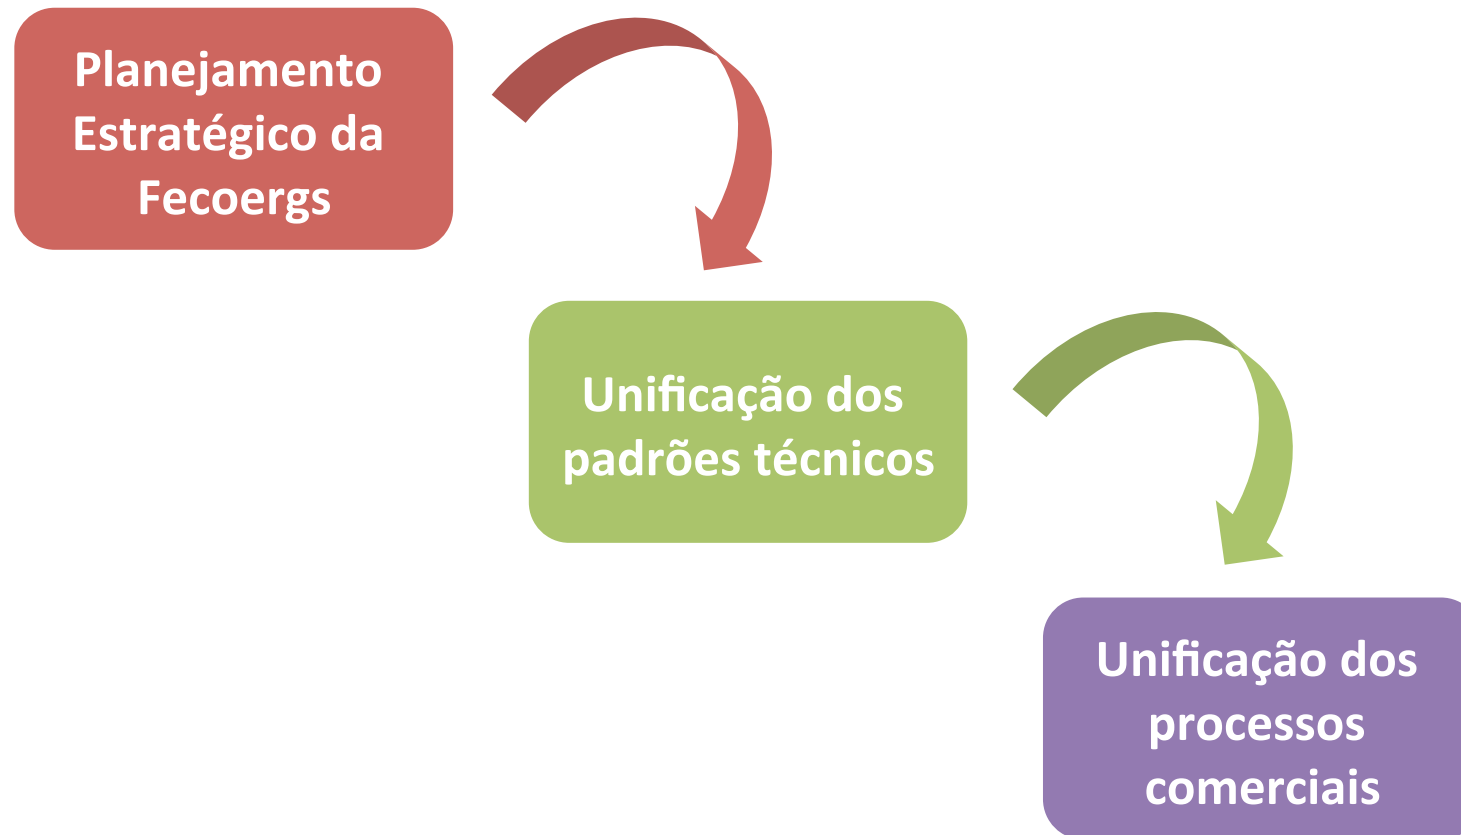 Planejamento
Estratégico da
Fecoergs
Unificação dos
padrões técnicos
Unificação dos
processos
comerciais